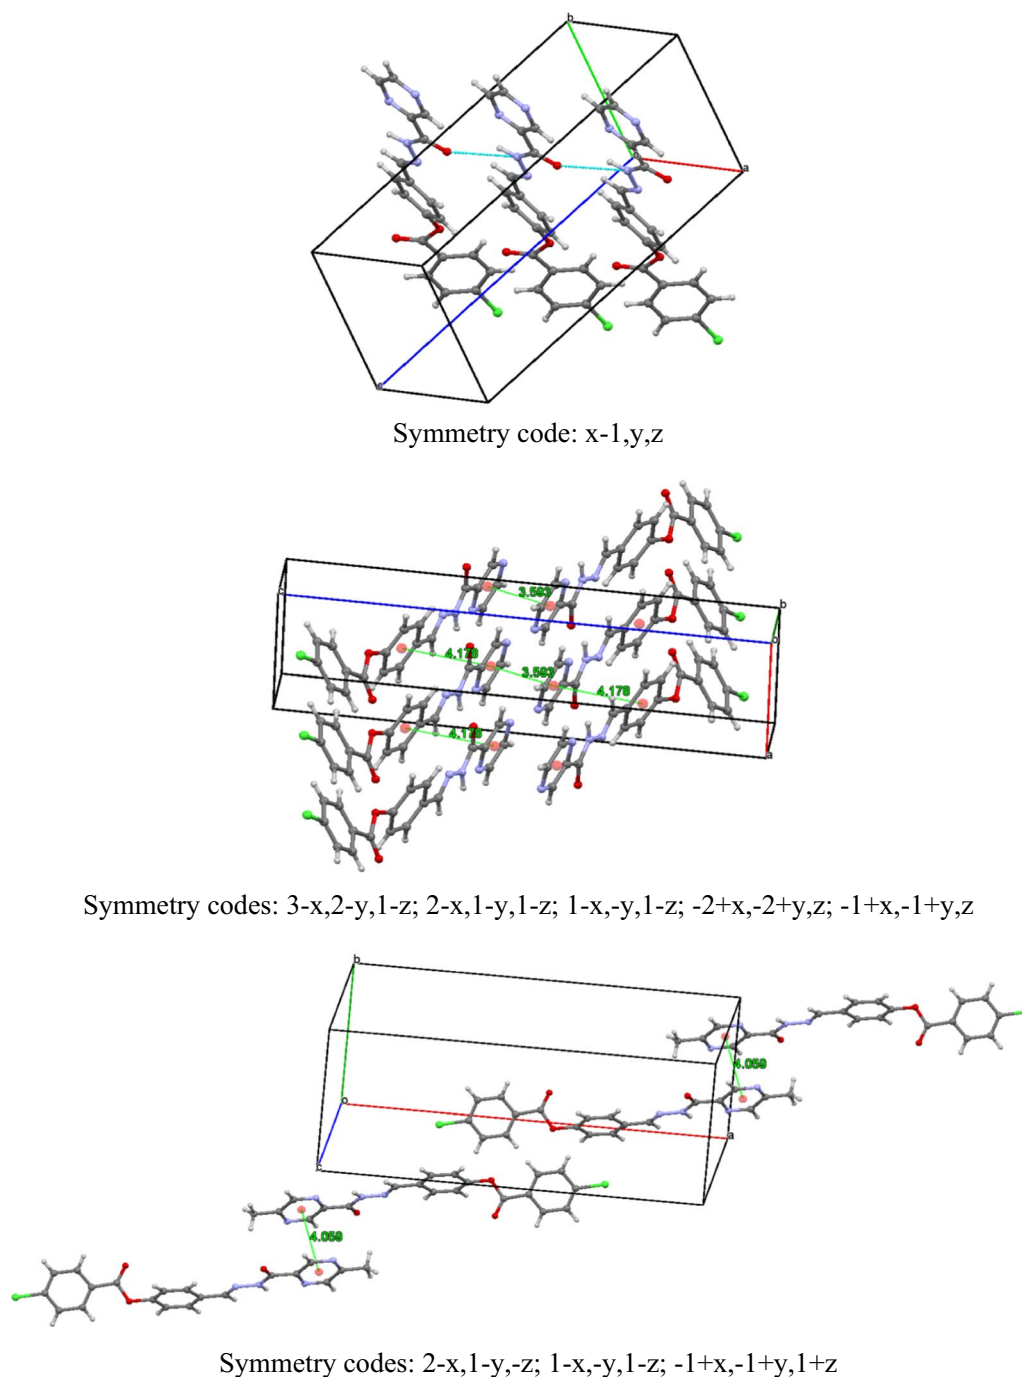 b
o
a
c
Symmetry code: x-1,y,z
3.593
b
c
o
4.178
3.593
4.178
4.178
a
Symmetry codes: 3-x,2-y,1-z; 2-x,1-y,1-z; 1-x,-y,1-z; -2+x,-2+y,z; -1+x,-1+y,z
b
4.059
o
a
c
4.059
Symmetry codes: 2-x,1-y,-z; 1-x,-y,1-z; -1+x,-1+y,1+z